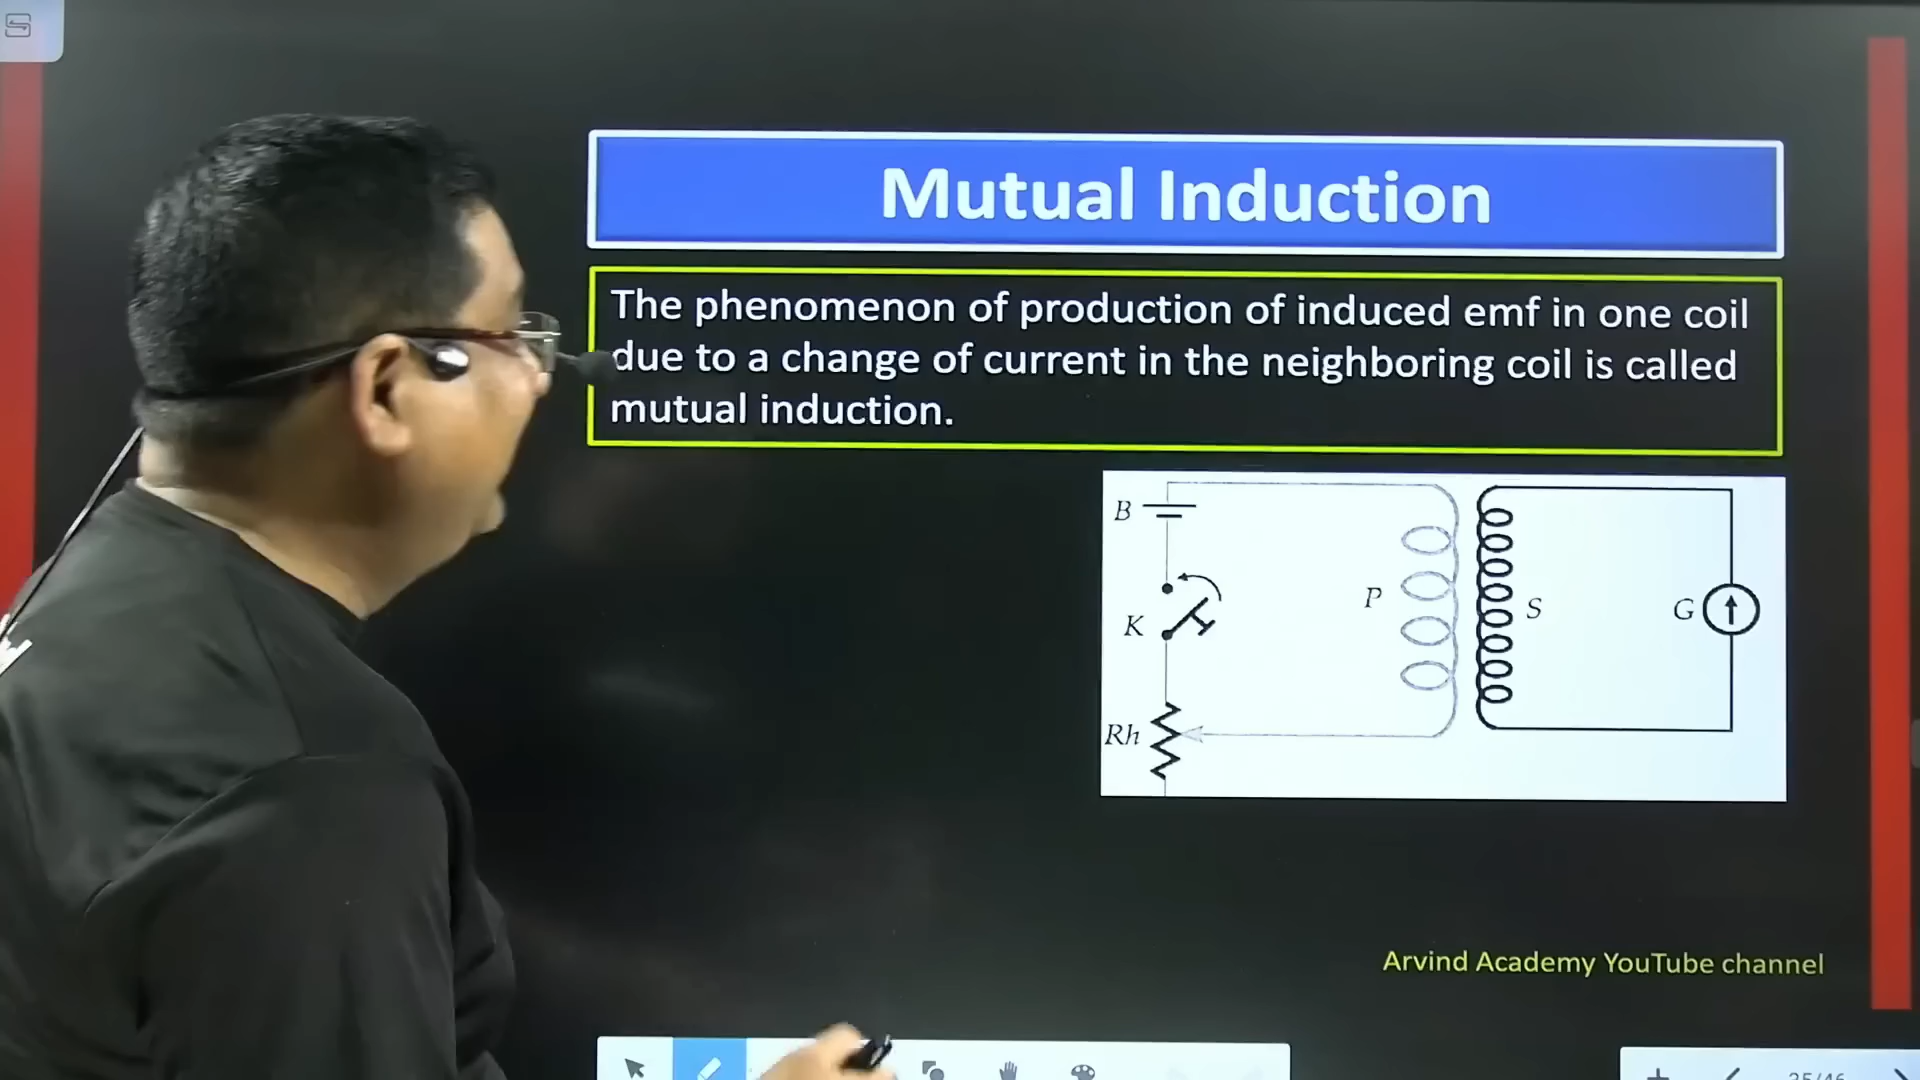 Mutual Induction
The phenomenon of production of induced emf in one coil
due to a change of current in the neighboring coil is called
mutual induction.
B
K
P
S
G
Rh
Arvind Academy YouTube channel